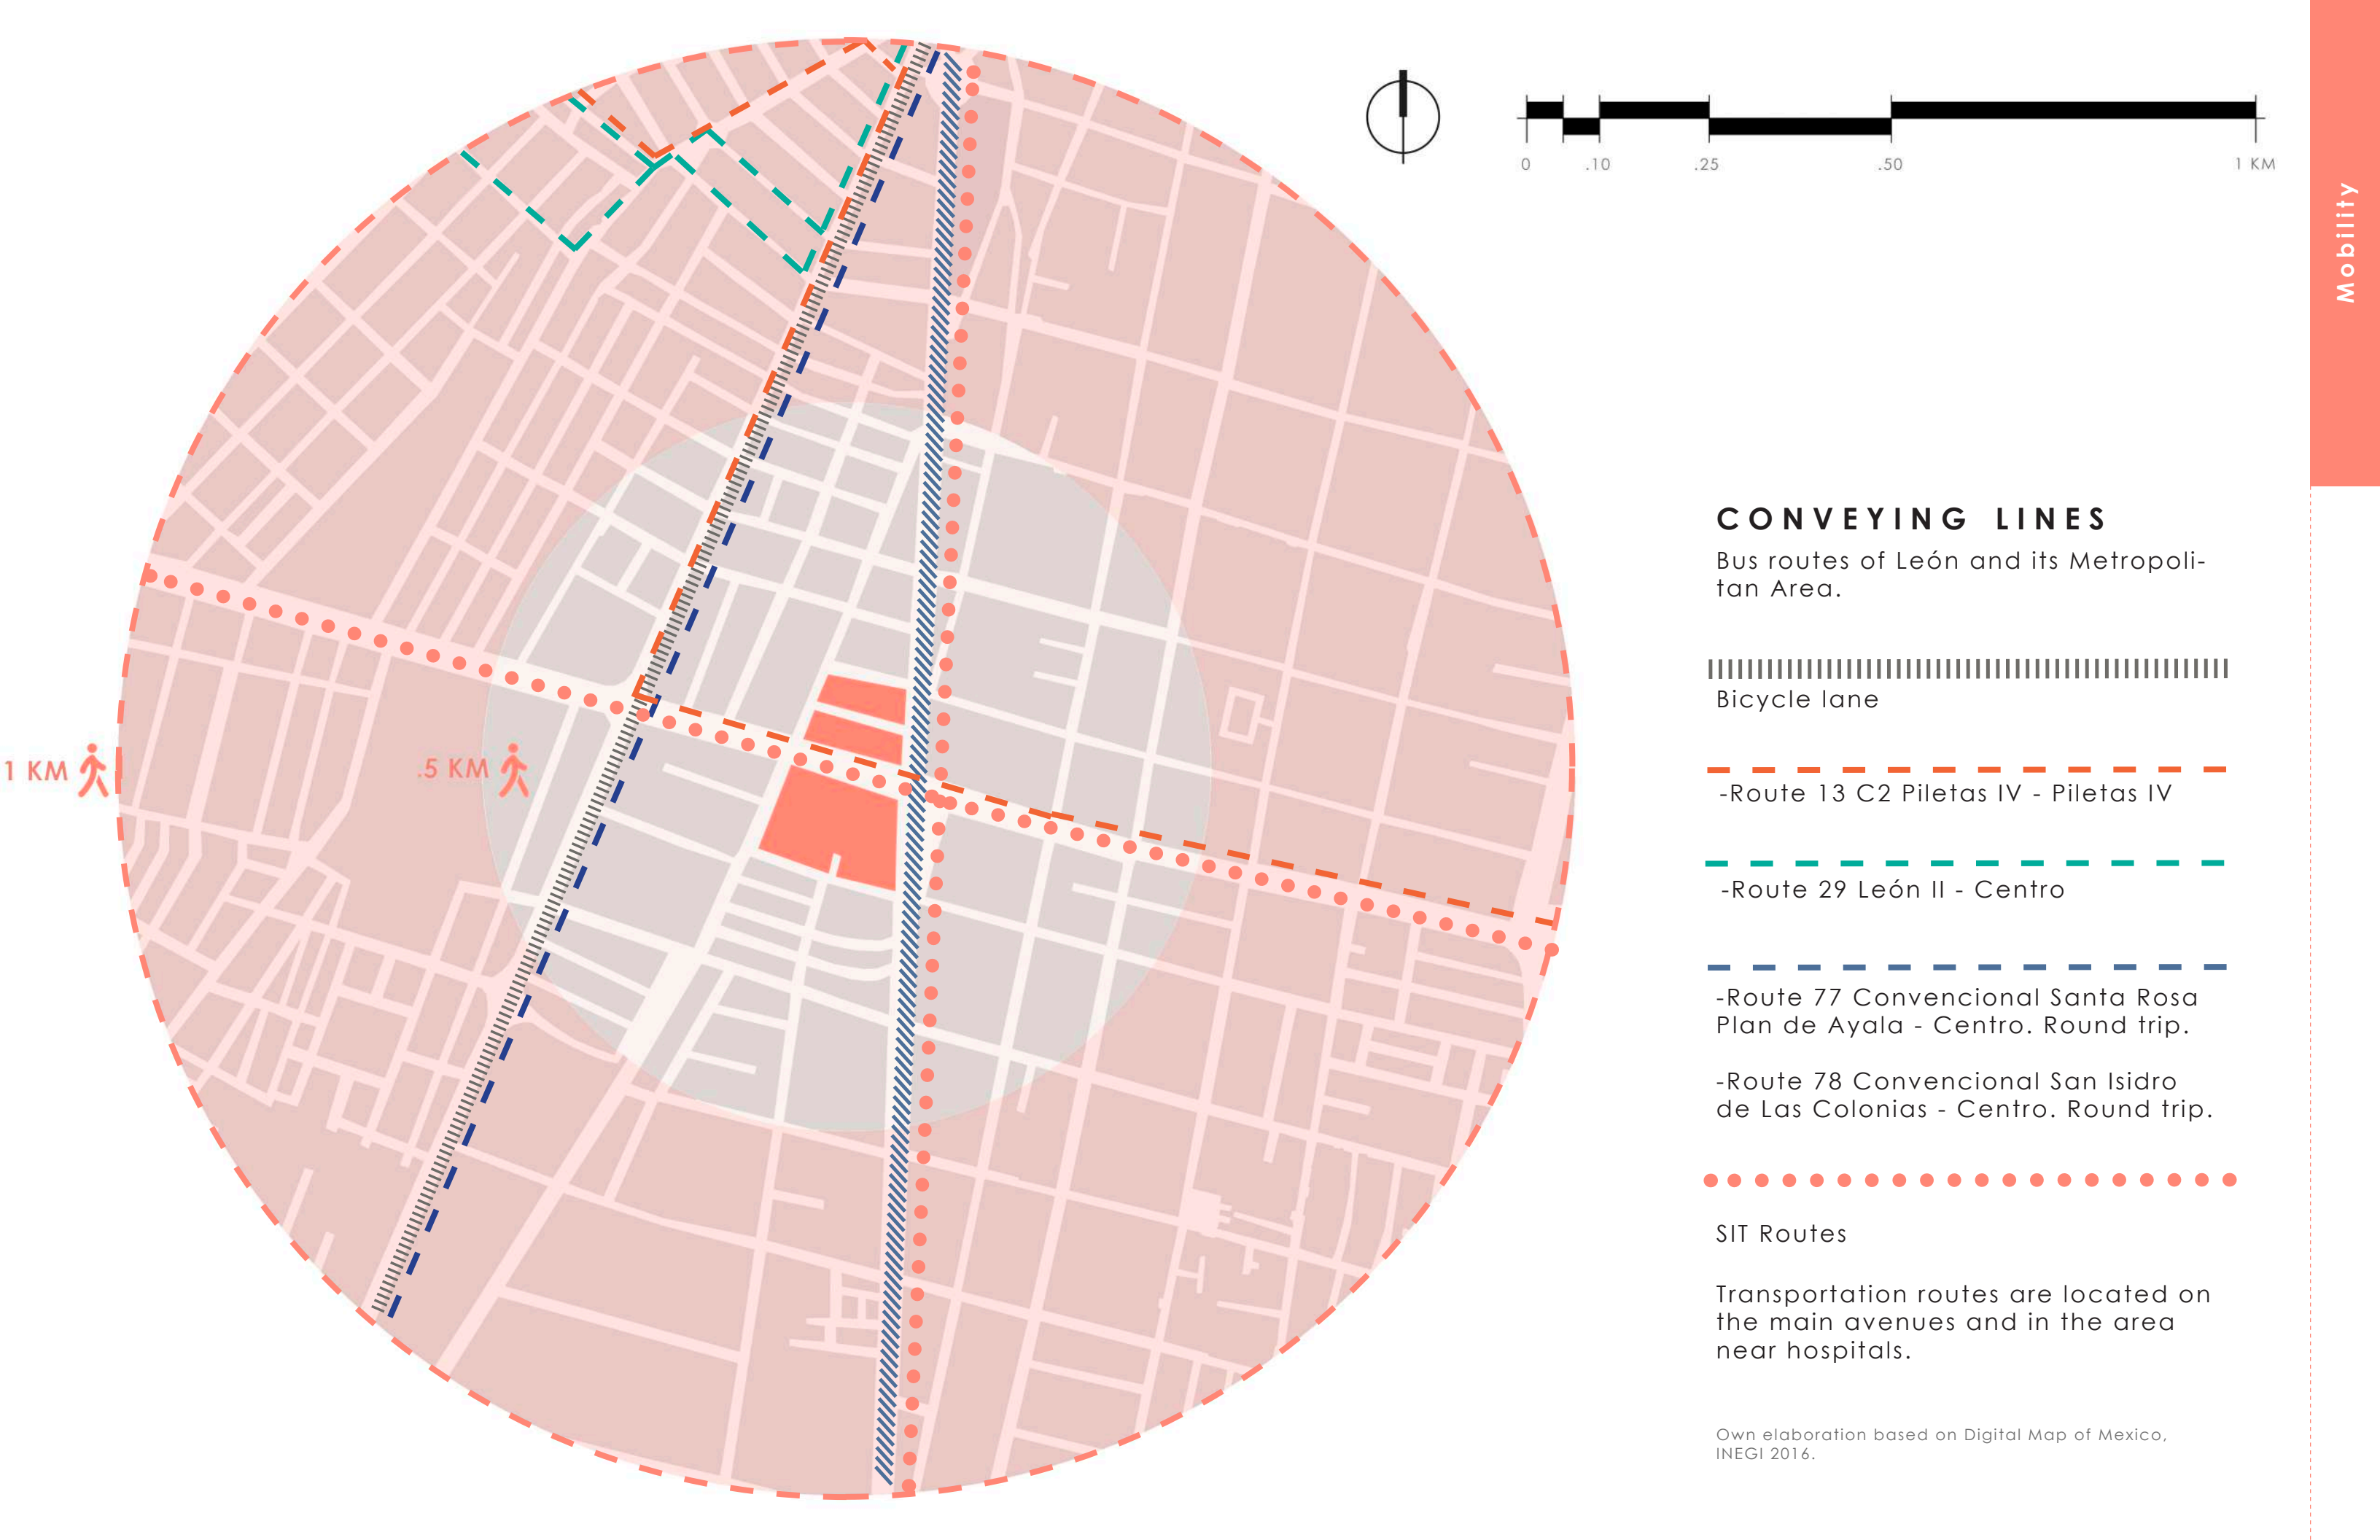 0 .10 .25 .50 1 KM
Mobility
1 KM
.5 KM
CONVEYING LINES
Bus routes of León and its Metropoli-
tan Area.
Bicycle lane
-Route 13 C2 Piletas IV - Piletas IV
-Route 29 León II - Centro
-Route 77 Convencional Santa Rosa
Plan de Ayala - Centro. Round trip.
-Route 78 Convencional San Isidro
de Las Colonias - Centro. Round trip.
SIT Routes
Transportation routes are located on
the main avenues and in the area
near hospitals.
Own elaboration based on Digital Map of Mexico,
INEGI 2016.